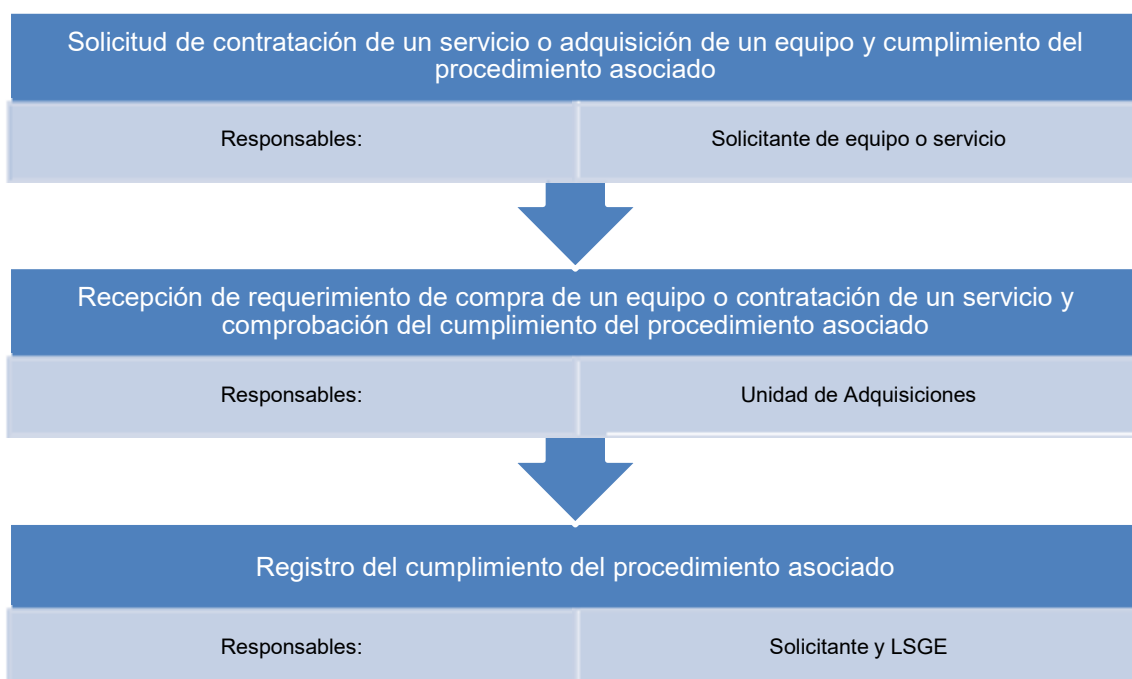 Solicitud de contratación de un servicio o adquisición de un equipo y cumplimiento del
procedimiento asociado
Responsables:
Solicitante de equipo o servicio
Recepción de requerimiento de compra de un equipo o contratación de un servicio y
comprobación del cumplimiento del procedimiento asociado
Responsables:
Unidad de Adquisiciones
Registro del cumplimiento del procedimiento asociado
Responsables:
Solicitante y LSGE